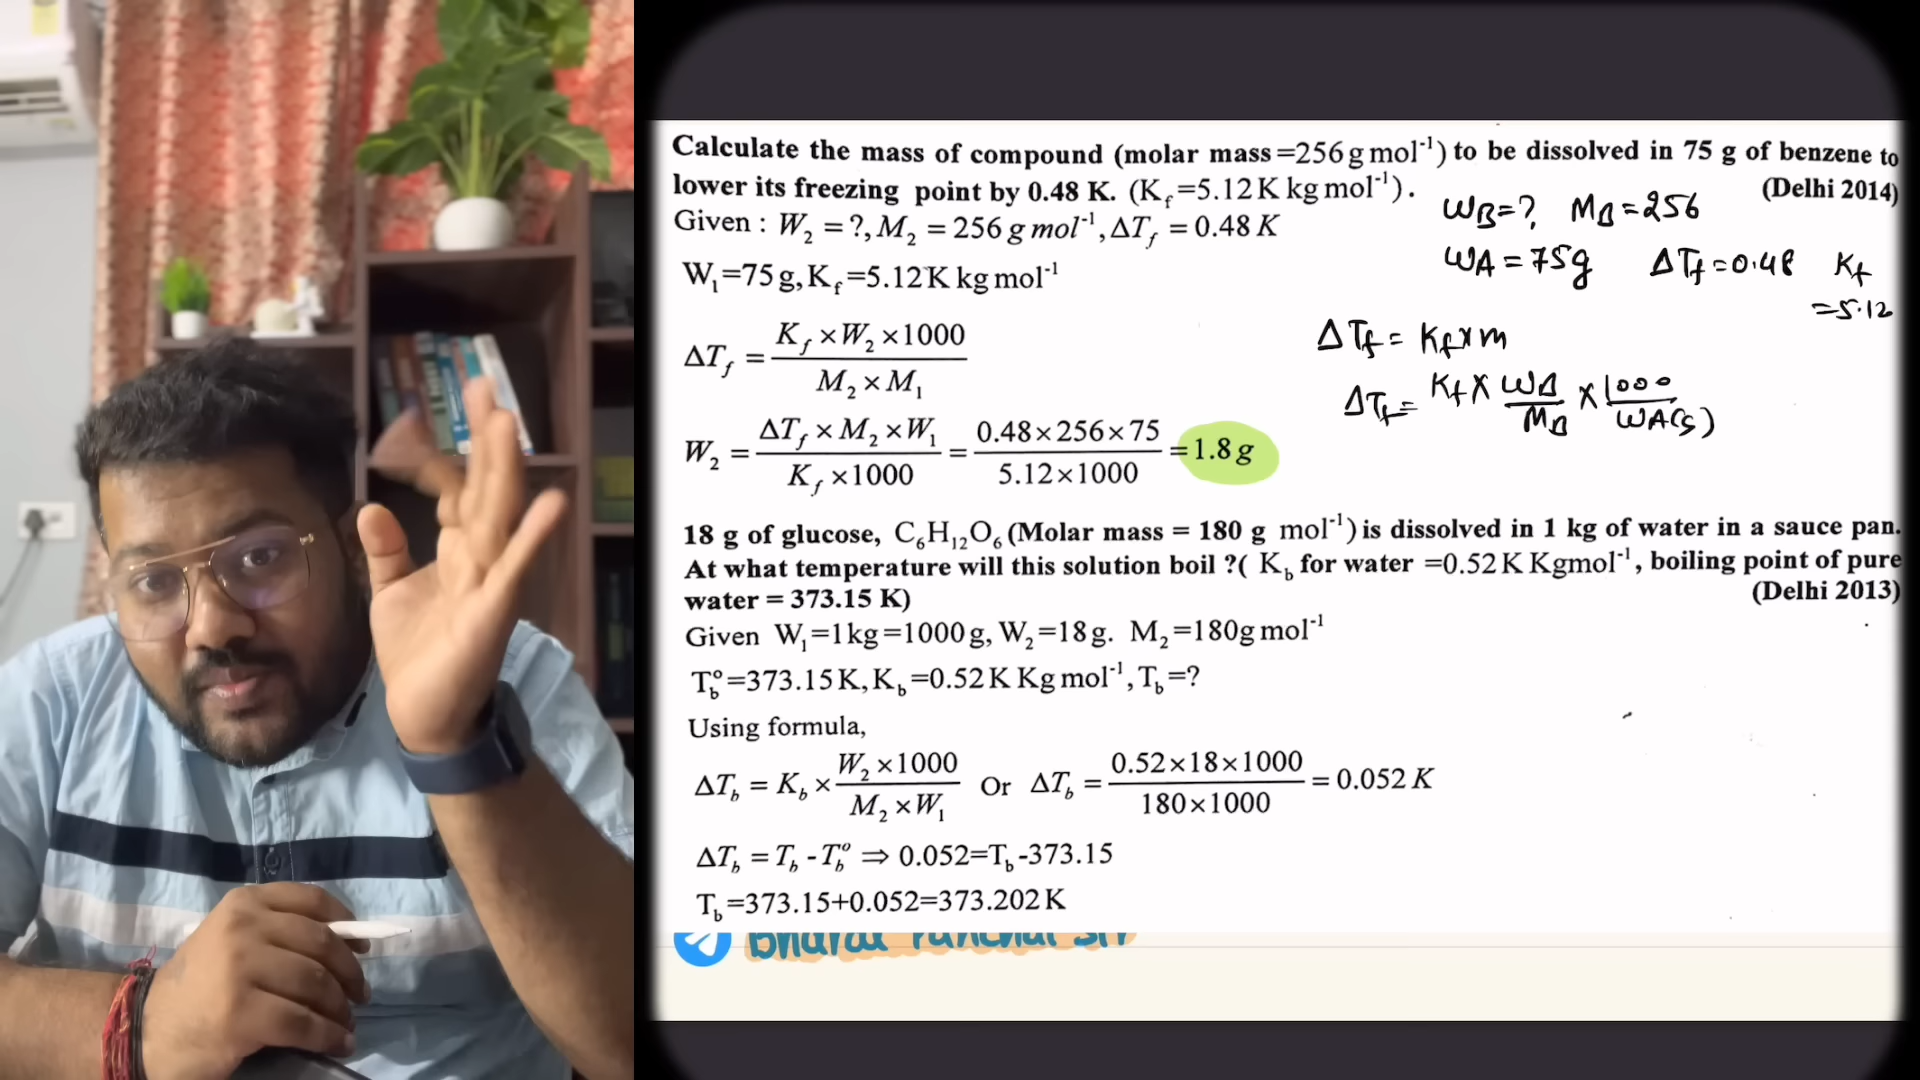 Calculate the mass of compound (molar mass=256 g mol⁻¹) to be dissolved in 75 g of benzene to
lower its freezing point by 0.48 K. (K_f=5.12 K kg mol⁻¹). (Delhi 2014)
Given : W₂ = ?, M₂ = 256 g mol⁻¹, ΔT_f = 0.48 K
W₁=75 g, K_f=5.12 K kg mol⁻¹
ΔT_f = (K_f × W₂ × 1000) / (M₂ × M₁)
W₂ = (ΔT_f × M₂ × W₁) / (K_f × 1000) = (0.48×256×75) / (5.12×1000) = 1.8 g
WB=? MB=256
WA=75g ΔTf=0.48 Kf
=5.12
ΔTf = Kf×m
ΔTf = Kf × WB/MB × 1000/WA(g)
18 g of glucose, C₆H₁₂O₆ (Molar mass = 180 g mol⁻¹) is dissolved in 1 kg of water in a sauce pan.
At what temperature will this solution boil ?( K_b for water =0.52 K Kgmol⁻¹, boiling point of pure
water = 373.15 K) (Delhi 2013)
Given W₁=1kg=1000g, W₂=18g. M₂=180g mol⁻¹
T_b°=373.15 K, K_b=0.52 K Kg mol⁻¹, T_b=?
Using formula,
ΔT_b = K_b × (W₂ × 1000) / (M₂ × W₁) Or ΔT_b = (0.52×18×1000) / (180×1000) = 0.052 K
ΔT_b = T_b - T_b° ⇒ 0.052=T_b-373.15
T_b=373.15+0.052=373.202 K